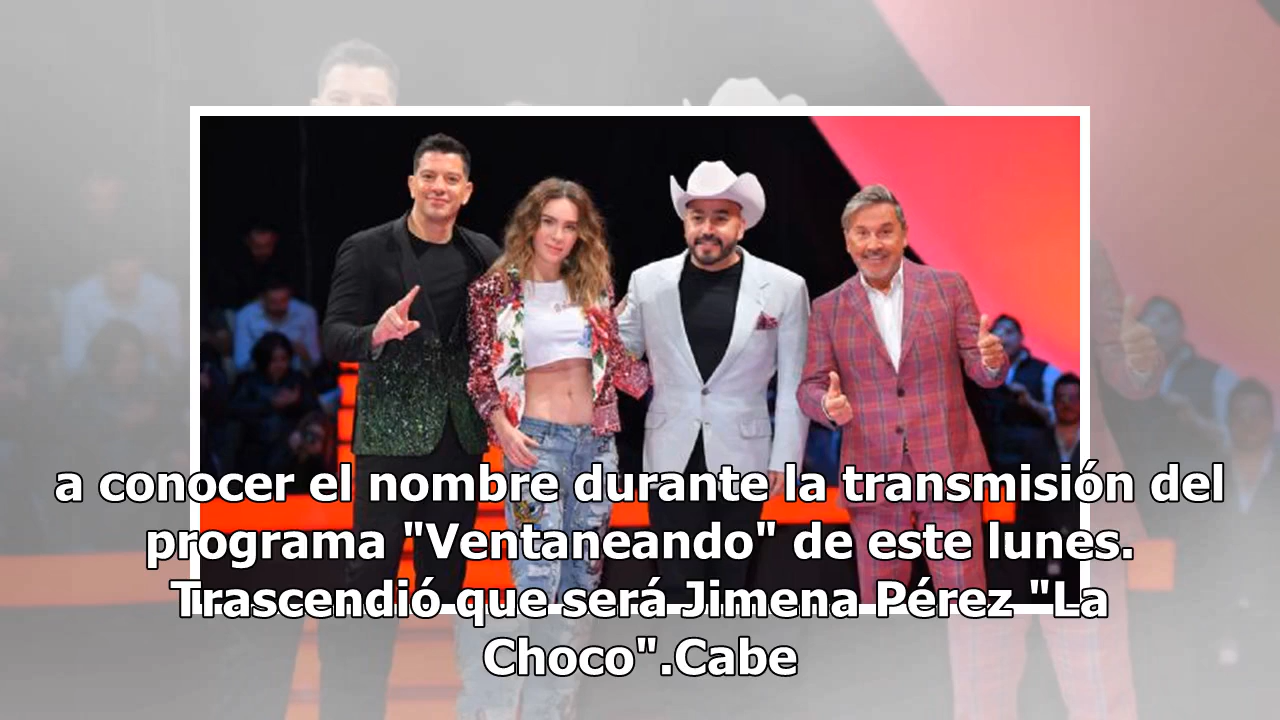 a conocer el nombre durante la transmisión del
programa "Ventaneando" de este lunes.
Trascendió que será Jimena Pérez "La
Choco".Cabe